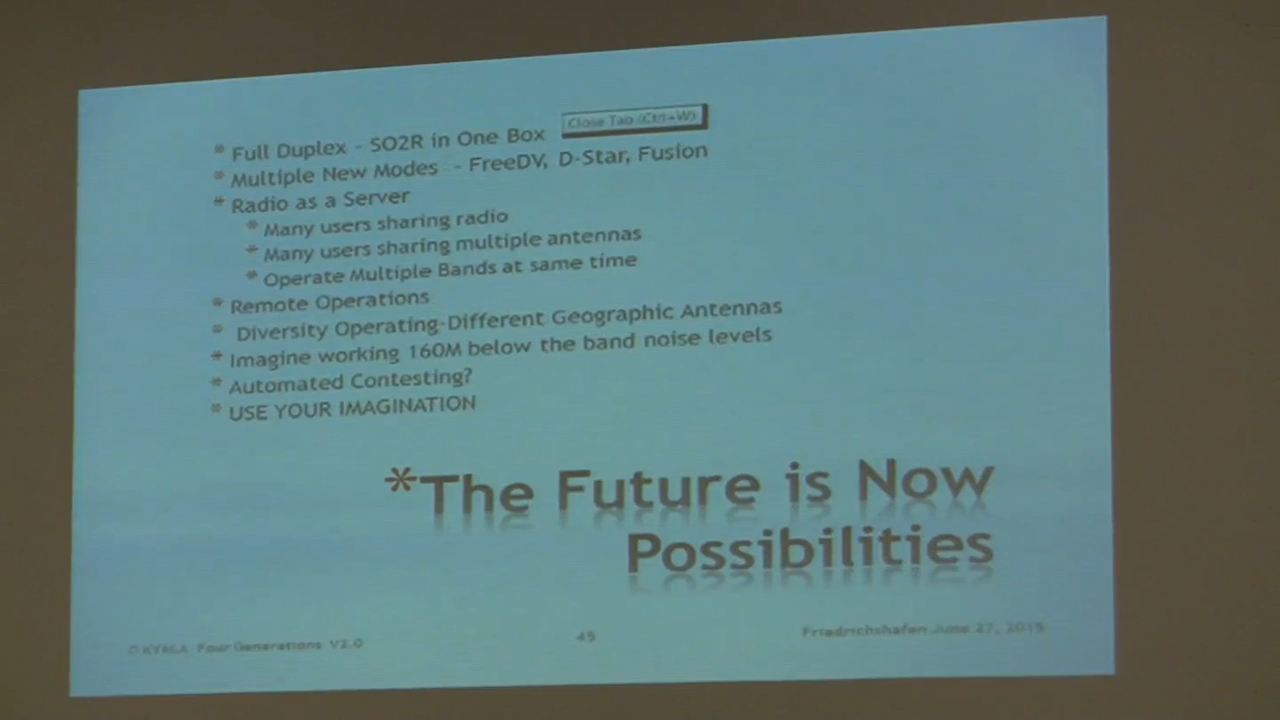 * Full Duplex - SO2R in One Box
Close Tab (Ctrl+W)
* Multiple New Modes - FreeDV, D-Star, Fusion
* Radio as a Server
* Many users sharing radio
* Many users sharing multiple antennas
* Operate Multiple Bands at same time
* Remote Operations
* Diversity Operating-Different Geographic Antennas
* Imagine working 160M below the band noise levels
* Automated Contesting?
* USE YOUR IMAGINATION
*The Future is Now
Possibilities
Four Generations V2.0
45
Friedrichshafen June 27, 2015